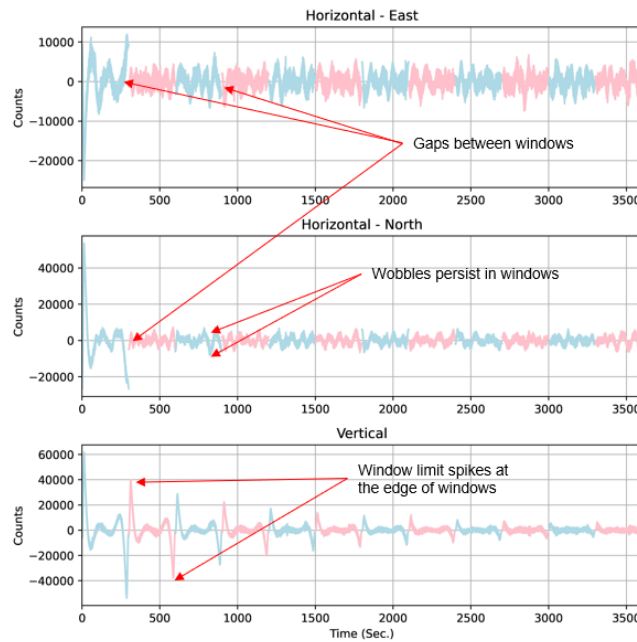 Horizontal - East
10000
0
−10000
−20000
Counts
Gaps between windows
0 500 1000 1500 2000 2500 3000 3500
Horizontal - North
40000
20000
0
−20000
Counts
Wobbles persist in windows
0 500 1000 1500 2000 2500 3000 3500
Vertical
60000
40000
20000
0
−20000
−40000
Counts
Window limit spikes at
the edge of windows
0 500 1000 1500 2000 2500 3000 3500
Time (Sec.)